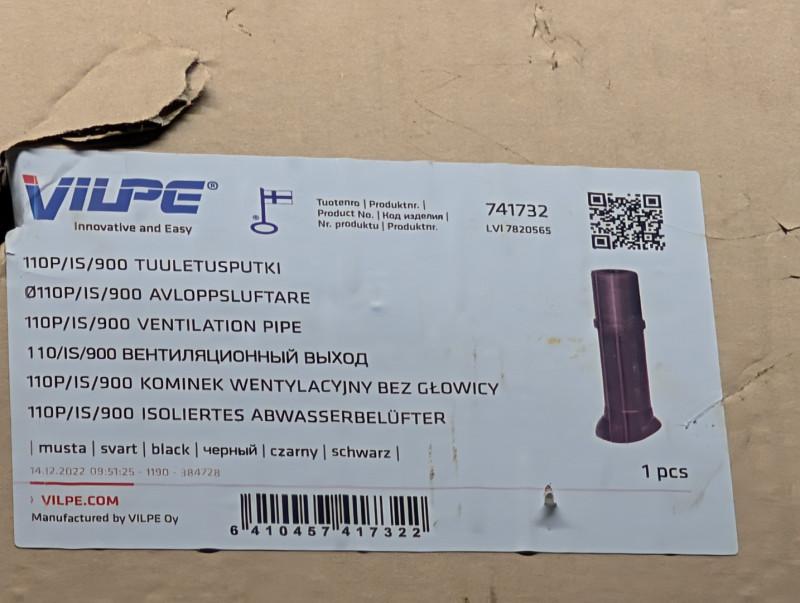 VILPE®
Innovative and Easy
Tuotenro | Produktnr. |
Product No. | Код изделия |
Nr. produktu | Produktnr.
741732
LVI 7820565
110P/IS/900 TUULETUSPUTKI
Ø110P/IS/900 AVLOPPSLUFTARE
110P/IS/900 VENTILATION PIPE
110/IS/900 ВЕНТИЛЯЦИОННЫЙ ВЫХОД
110P/IS/900 KOMINEK WENTYLACYJNY BEZ GŁOWICY
110P/IS/900 ISOLIERTES ABWASSERBELÜFTER
| musta | svart | black | черный | czarny | schwarz |
14.12.2022 09:51:25 - 1190 - 384728
1 pcs
› VILPE.COM
Manufactured by VILPE Oy
6 410457 417322